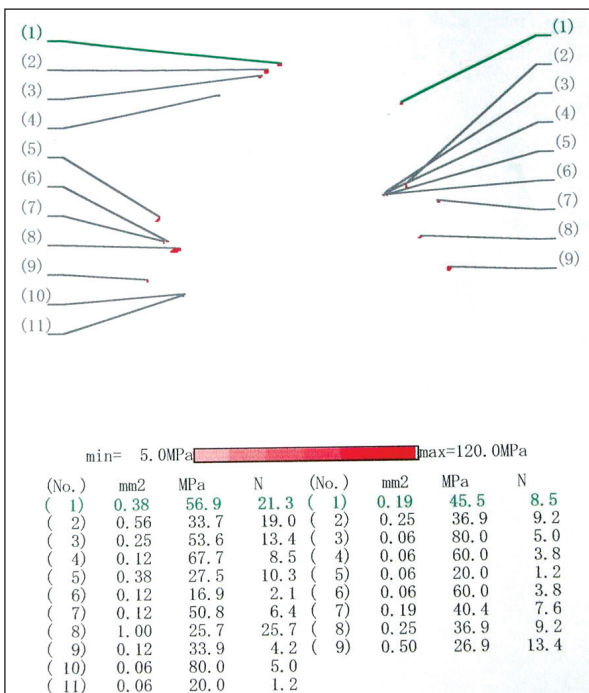 (1) (1)
(2) (2)
(3) (3)
(4) (4)
(5) (5)
(6) (6)
(7) (7)
(8) (8)
(9) (9)
(10)
(11)
min= 5.0MPa max=120.0MPa
(No.) mm2 MPa N (No.) mm2 MPa N
( 1) 0.38 56.9 21.3 ( 1) 0.19 45.5 8.5
( 2) 0.56 33.7 19.0 ( 2) 0.25 36.9 9.2
( 3) 0.25 53.6 13.4 ( 3) 0.06 80.0 5.0
( 4) 0.12 67.7 8.5 ( 4) 0.06 60.0 3.8
( 5) 0.38 27.5 10.3 ( 5) 0.06 20.0 1.2
( 6) 0.12 16.9 2.1 ( 6) 0.06 60.0 3.8
( 7) 0.12 50.8 6.4 ( 7) 0.19 40.4 7.6
( 8) 1.00 25.7 25.7 ( 8) 0.25 36.9 9.2
( 9) 0.12 33.9 4.2 ( 9) 0.50 26.9 13.4
( 10) 0.06 80.0 5.0
( 11) 0.06 20.0 1.2